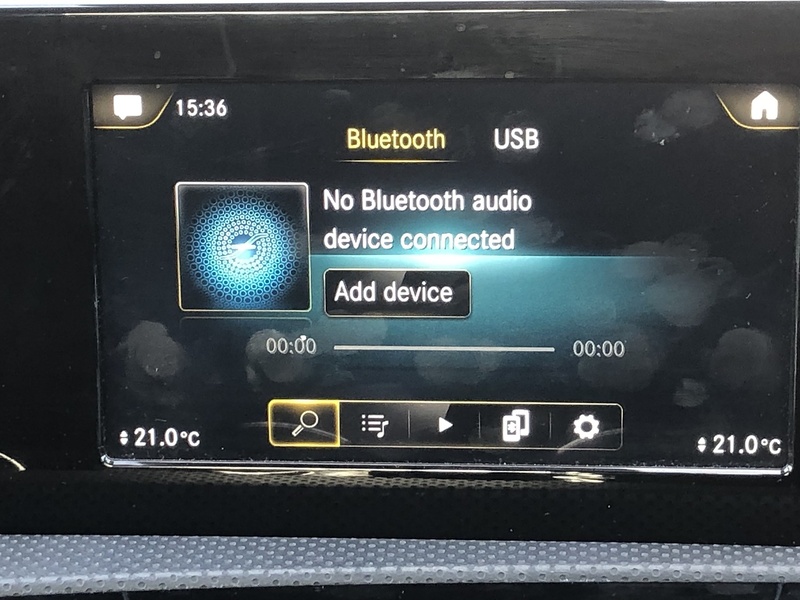 15:36
Bluetooth USB
No Bluetooth audio
device connected
Add device
00:00 00:00
21.0°C 21.0°C